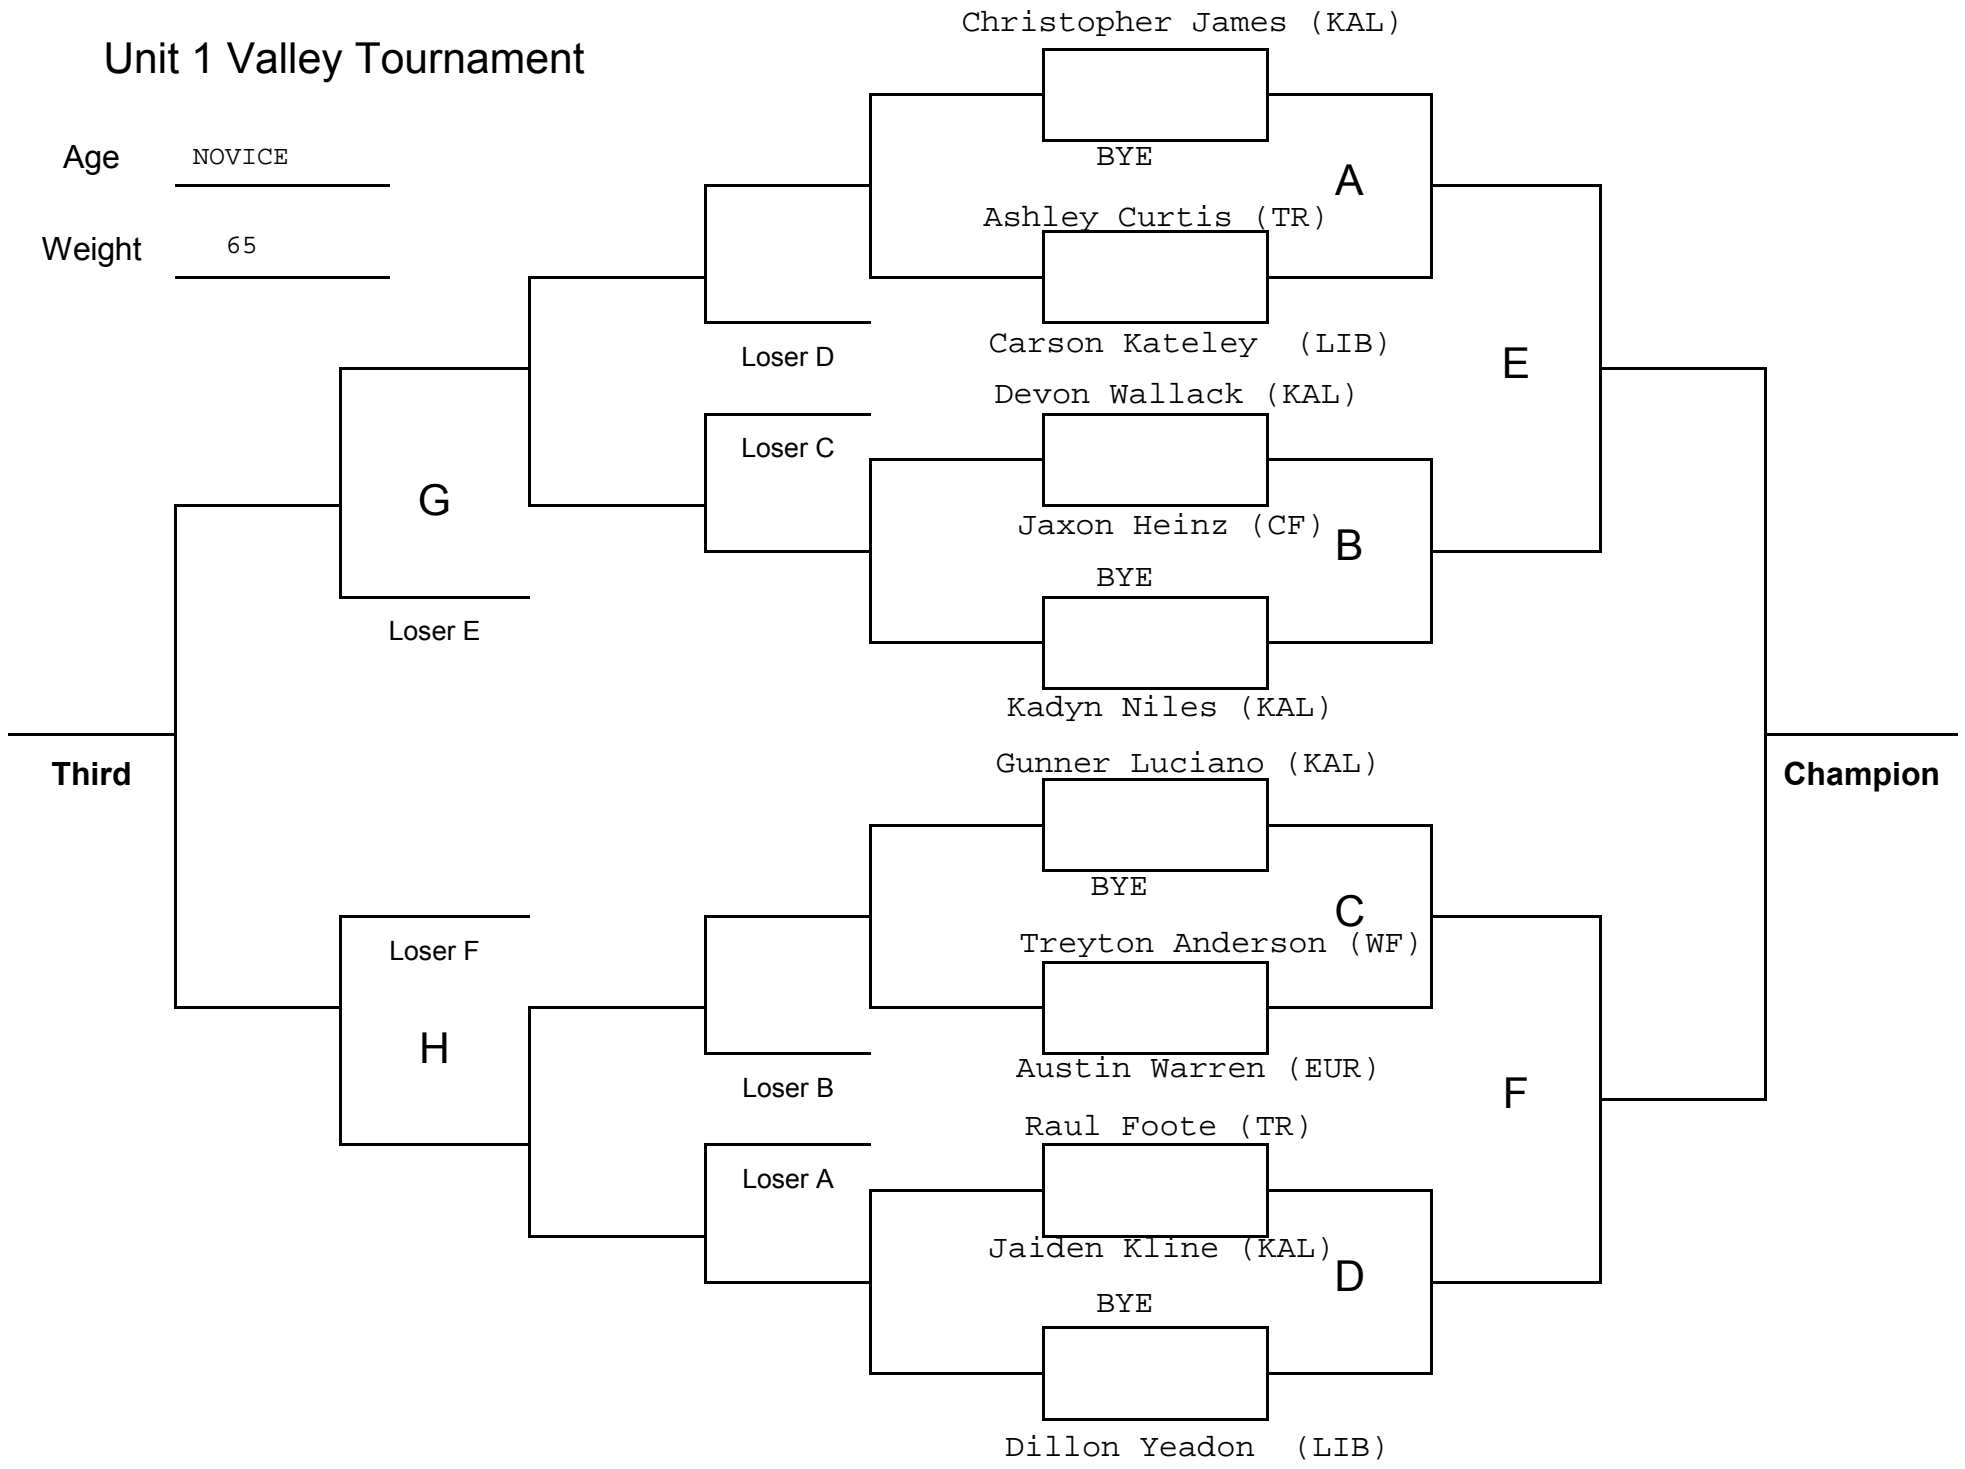 Christopher James (KAL)
Unit 1 Valley Tournament
Age NOVICE
BYE
A
Ashley Curtis (TR)
Weight 65
Carson Kateley (LIB)
Loser D
E
Devon Wallack (KAL)
Loser C
G
Jaxon Heinz (CF)
B
BYE
Loser E
Kadyn Niles (KAL)
Gunner Luciano (KAL)
Third
Champion
BYE
C
Treyton Anderson (WF)
Loser F
H
Austin Warren (EUR)
Loser B
F
Raul Foote (TR)
Loser A
Jaiden Kline (KAL)
D
BYE
Dillon Yeadon (LIB)